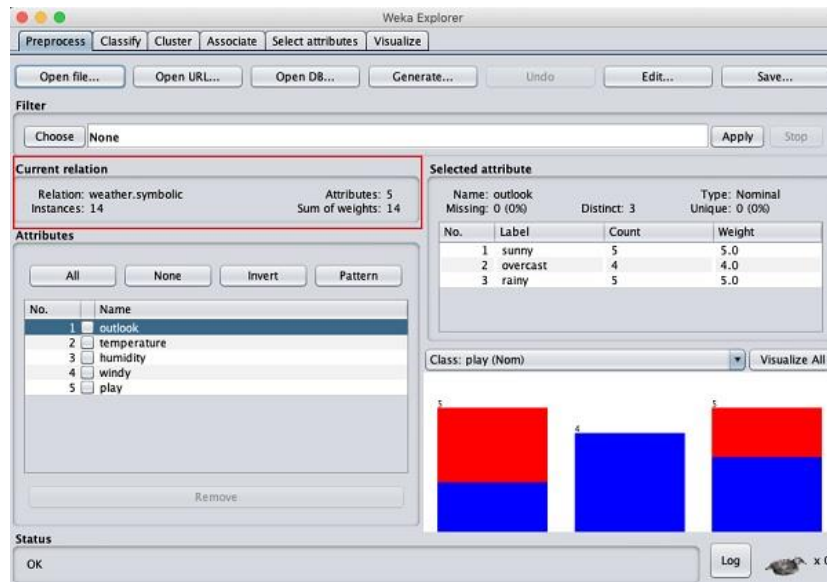 Weka Explorer
Preprocess Classify Cluster Associate Select attributes Visualize
Open file... Open URL... Open DB... Generate... Undo Edit... Save...
Filter
Choose None Apply Stop
Current relation
Relation: weather.symbolic Attributes: 5
Instances: 14 Sum of weights: 14
Selected attribute
Name: outlook Type: Nominal
Missing: 0 (0%) Distinct: 3 Unique: 0 (0%)
No. Label Count Weight
1 sunny 5 5.0
2 overcast 4 4.0
3 rainy 5 5.0
Attributes
All None Invert Pattern
No. Name
1 outlook
2 temperature
3 humidity
4 windy
5 play
Remove
Class: play (Nom) Visualize All
5 4 5
Status
OK
Log x 0